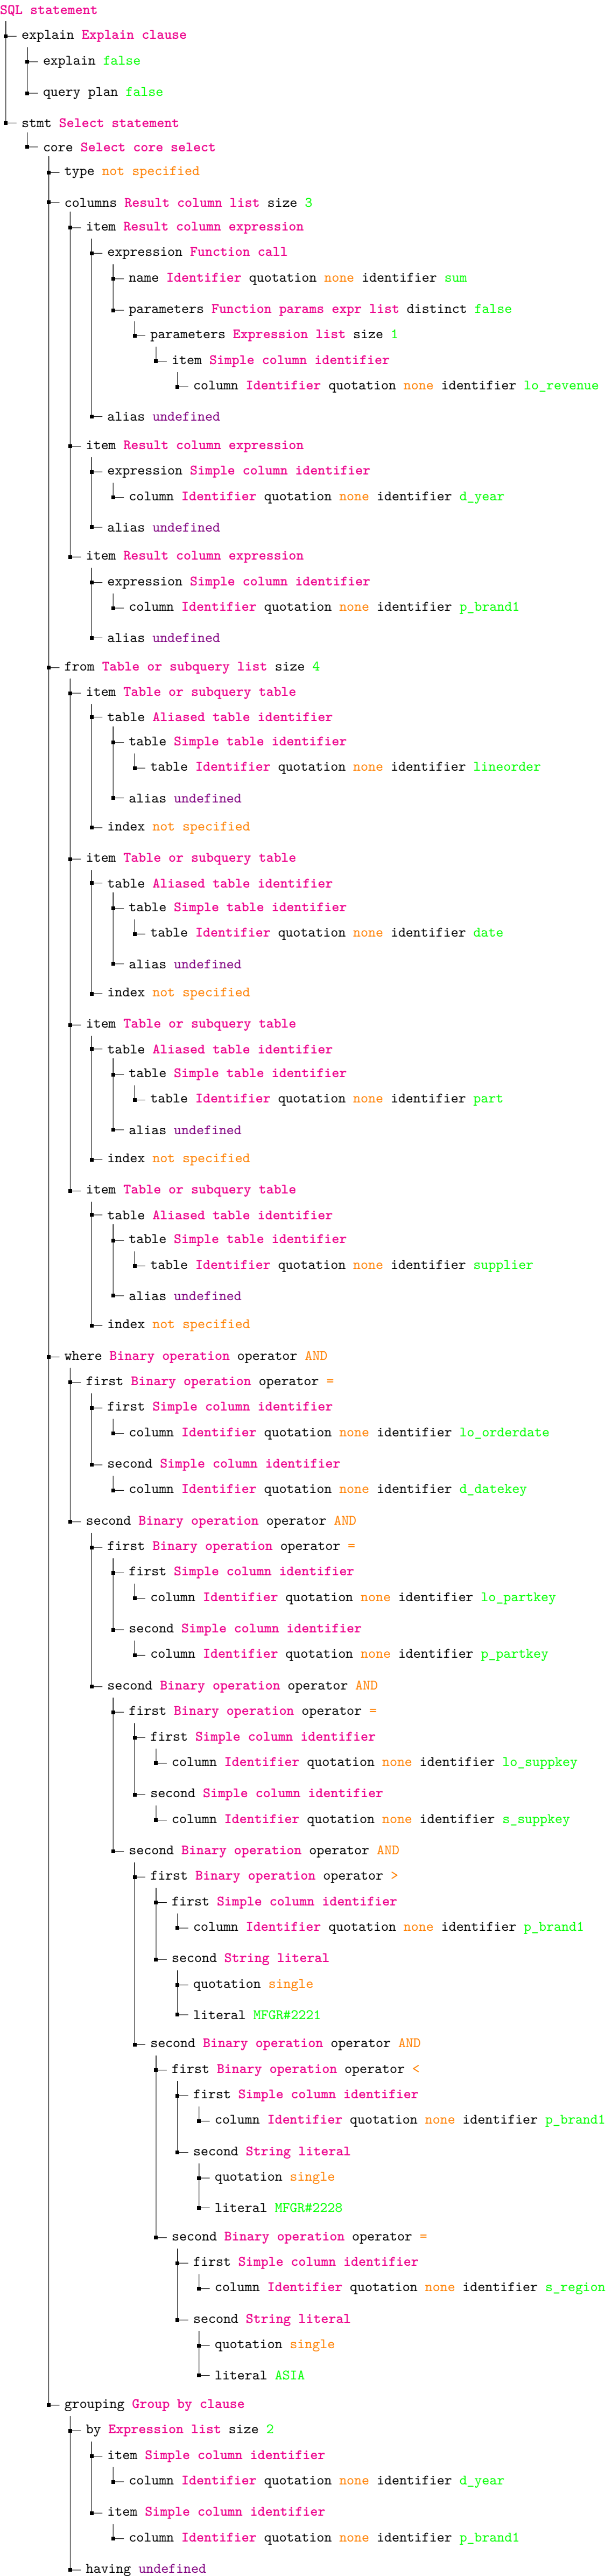 SQL statement
explain Explain clause
explain false
query plan false
stmt Select statement
core Select core select
type not specified
columns Result column list size 3
item Result column expression
expression Function call
name Identifier quotation none identifier sum
parameters Function params expr list distinct false
parameters Expression list size 1
item Simple column identifier
column Identifier quotation none identifier lo_revenue
alias undefined
item Result column expression
expression Simple column identifier
column Identifier quotation none identifier d_year
alias undefined
item Result column expression
expression Simple column identifier
column Identifier quotation none identifier p_brand1
alias undefined
from Table or subquery list size 4
item Table or subquery table
table Aliased table identifier
table Simple table identifier
table Identifier quotation none identifier lineorder
alias undefined
index not specified
item Table or subquery table
table Aliased table identifier
table Simple table identifier
table Identifier quotation none identifier date
alias undefined
index not specified
item Table or subquery table
table Aliased table identifier
table Simple table identifier
table Identifier quotation none identifier part
alias undefined
index not specified
item Table or subquery table
table Aliased table identifier
table Simple table identifier
table Identifier quotation none identifier supplier
alias undefined
index not specified
where Binary operation operator AND
first Binary operation operator =
first Simple column identifier
column Identifier quotation none identifier lo_orderdate
second Simple column identifier
column Identifier quotation none identifier d_datekey
second Binary operation operator AND
first Binary operation operator =
first Simple column identifier
column Identifier quotation none identifier lo_partkey
second Simple column identifier
column Identifier quotation none identifier p_partkey
second Binary operation operator AND
first Binary operation operator =
first Simple column identifier
column Identifier quotation none identifier lo_suppkey
second Simple column identifier
column Identifier quotation none identifier s_suppkey
second Binary operation operator AND
first Binary operation operator >
first Simple column identifier
column Identifier quotation none identifier p_brand1
second String literal
quotation single
literal MFGR#2221
second Binary operation operator AND
first Binary operation operator <
first Simple column identifier
column Identifier quotation none identifier p_brand1
second String literal
quotation single
literal MFGR#2228
second Binary operation operator =
first Simple column identifier
column Identifier quotation none identifier s_region
second String literal
quotation single
literal ASIA
grouping Group by clause
by Expression list size 2
item Simple column identifier
column Identifier quotation none identifier d_year
item Simple column identifier
column Identifier quotation none identifier p_brand1
having undefined